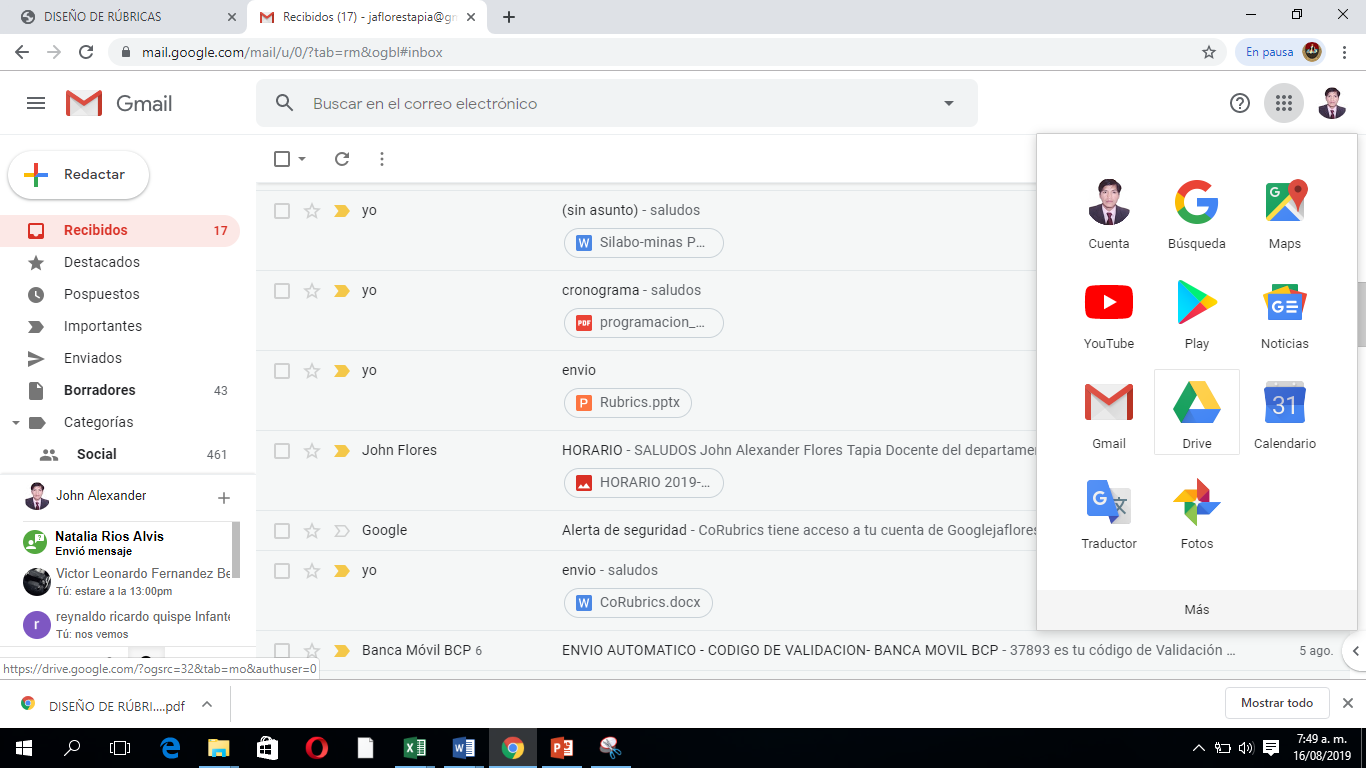 DISEÑO DE RÚBRICAS
Recibidos (17) - jaflorestapia@gm
mail.google.com/mail/u/0/?tab=rm&ogbl#inbox
En pausa
Gmail
Buscar en el correo electrónico
Redactar
Recibidos 17
Destacados
Pospuestos
Importantes
Enviados
Borradores 43
Categorías
Social 461
John Alexander
Natalia Rios Alvis
Envió mensaje
Victor Leonardo Fernandez Be
Tú: estare a la 13:00pm
reynaldo ricardo quispe Infante
Tú: nos vemos
yo (sin asunto) - saludos
Silabo-minas P...
yo cronograma - saludos
programacion_...
yo envio
Rubrics.pptx
John Flores HORARIO - SALUDOS John Alexander Flores Tapia Docente del departamen
HORARIO 2019-...
Google Alerta de seguridad - CoRubrics tiene acceso a tu cuenta de Googlejaflores
yo envio - saludos
CoRubrics.docx
Banca Móvil BCP 6 ENVIO AUTOMATICO - CODIGO DE VALIDACION- BANCA MOVIL BCP - 37893 es tu código de Validación ... 5 ago.
Cuenta Búsqueda Maps
YouTube Play Noticias
31
Gmail Drive Calendario
Traductor Fotos
Más
https://drive.google.com/?ogsrc=32&tab=mo&authuser=0
DISEÑO DE RÚBRI....pdf
Mostrar todo
7:49 a. m.
16/08/2019